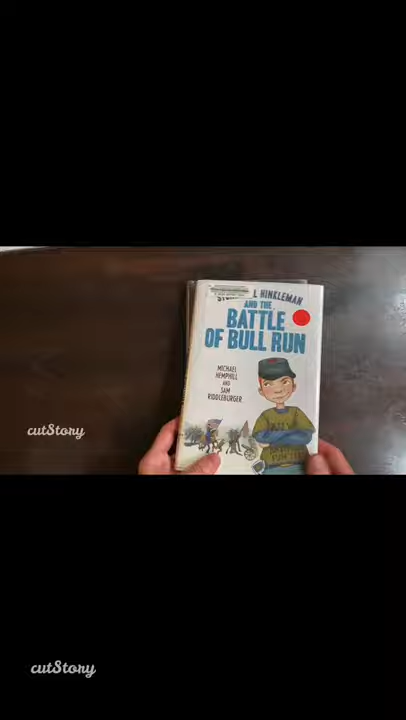 L HINKLEMAN
AND THE
BATTLE
OF BULL RUN
MICHAEL
HEMPHILL
AND
SAM
RIDDLEBURGER
cutStory
cutStory